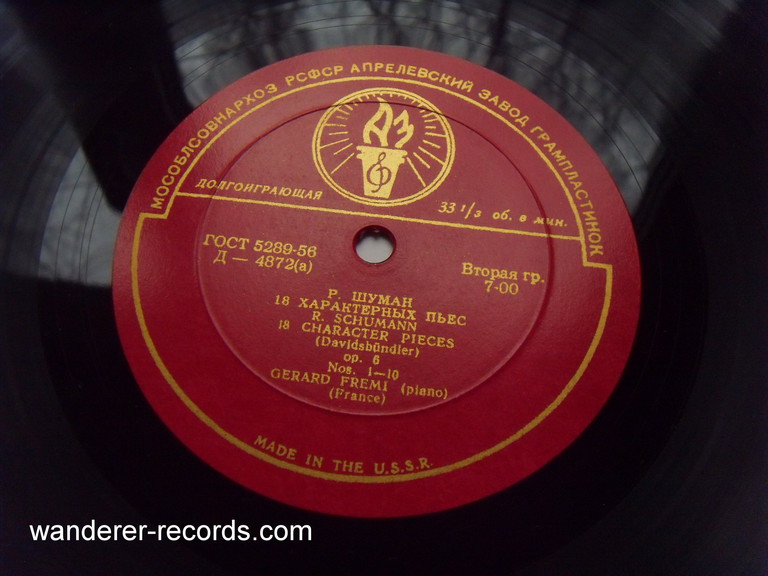 МОСОБЛСОВНАРХОЗ РСФСР АПРЕЛЕВСКИЙ ЗАВОД ГРАМПЛАСТИНОК
АЗ
ДОЛГОИГРАЮЩАЯ
33 1/3 об. в мин.
ГОСТ 5289-56
Д — 4872(а)
Вторая гр.
7-00
Р. ШУМАН
18 ХАРАКТЕРНЫХ ПЬЕС
R. SCHUMANN
18 CHARACTER PIECES
(Davidsbündler)
op. 6
Nos. 1—10
GERARD FREMI (piano)
(France)
MADE IN THE U.S.S.R.
wanderer-records.com